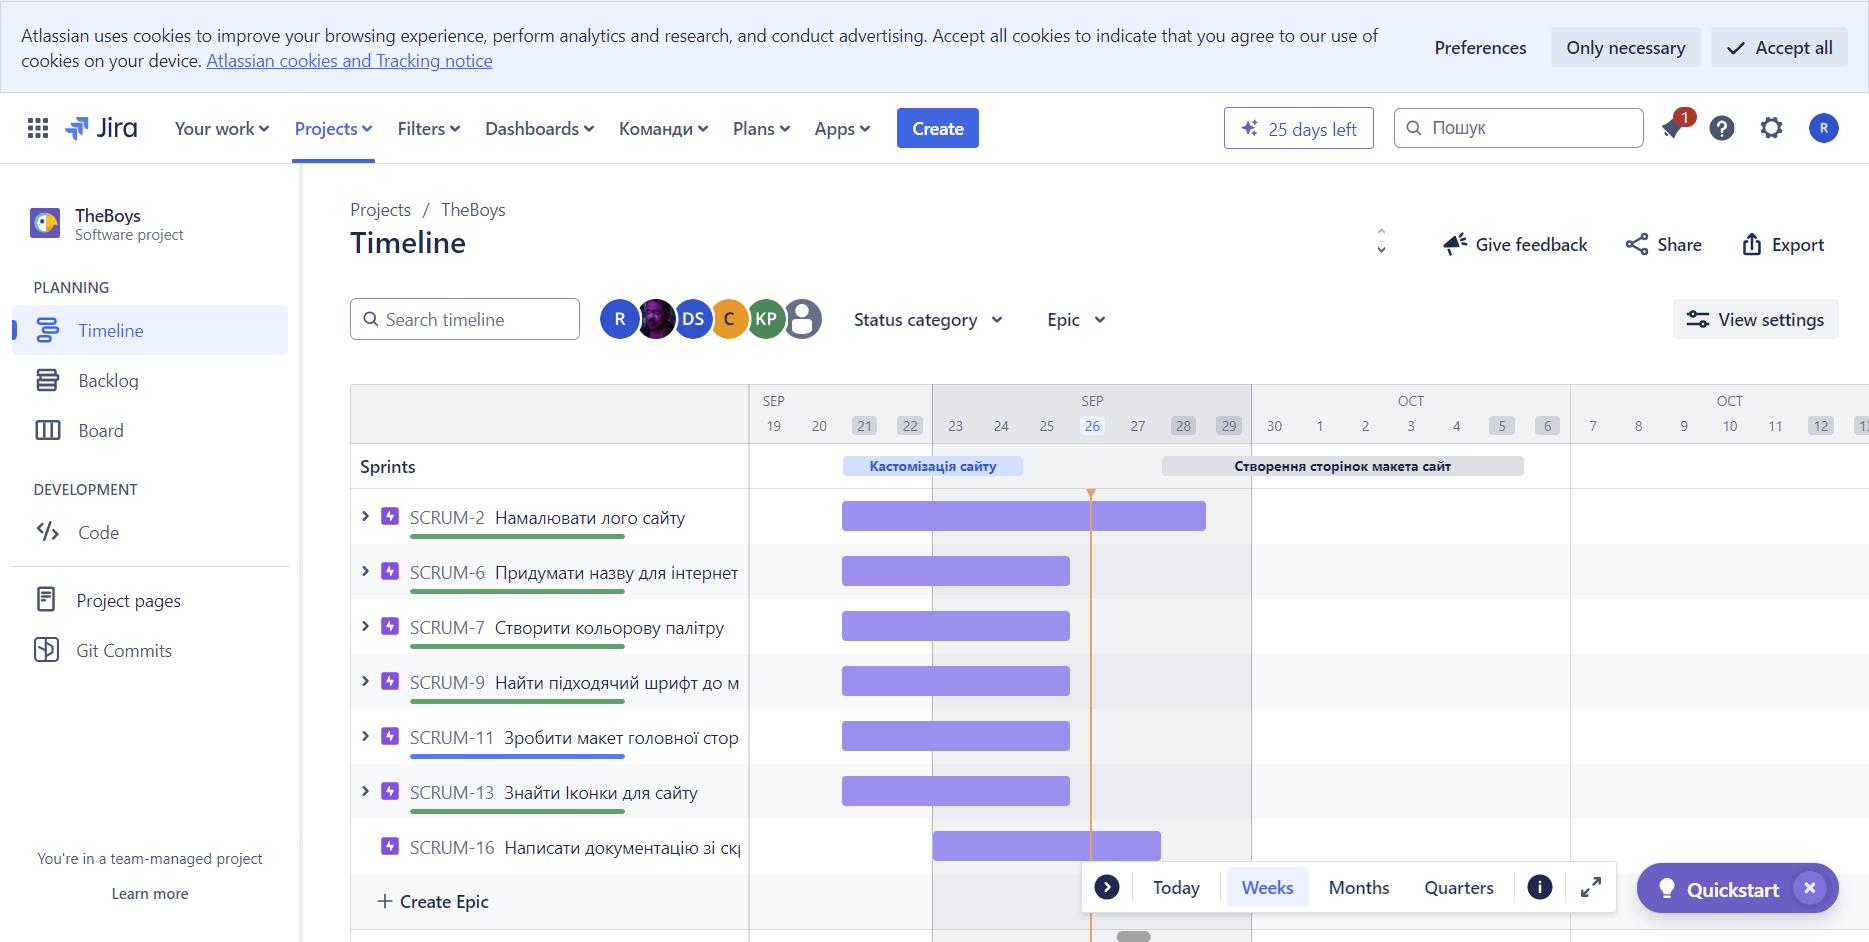 Atlassian uses cookies to improve your browsing experience, perform analytics and research, and conduct advertising. Accept all cookies to indicate that you agree to our use of
cookies on your device. Atlassian cookies and Tracking notice
Preferences
Only necessary
Accept all
Jira
Your work
Projects
Filters
Dashboards
Команди
Plans
Apps
Create
25 days left
Пошук
1
R
TheBoys
Software project
PLANNING
Timeline
Backlog
Board
DEVELOPMENT
Code
Project pages
Git Commits
You're in a team-managed project
Learn more
Projects / TheBoys
Timeline
Give feedback
Share
Export
Search timeline
R
DS
C
KP
Status category
Epic
View settings
SEP SEP OCT OCT
19 20 21 22 23 24 25 26 27 28 29 30 1 2 3 4 5 6 7 8 9 10 11 12
Sprints
Кастомізація сайту
Створення сторінок макета сайт
SCRUM-2 Намалювати лого сайту
SCRUM-6 Придумати назву для інтернет
SCRUM-7 Створити кольорову палітру
SCRUM-9 Найти підходячий шрифт до м
SCRUM-11 Зробити макет головної стор
SCRUM-13 Знайти Іконки для сайту
SCRUM-16 Написати документацію зі
+ Create Epic
Today
Weeks
Months
Quarters
Quickstart